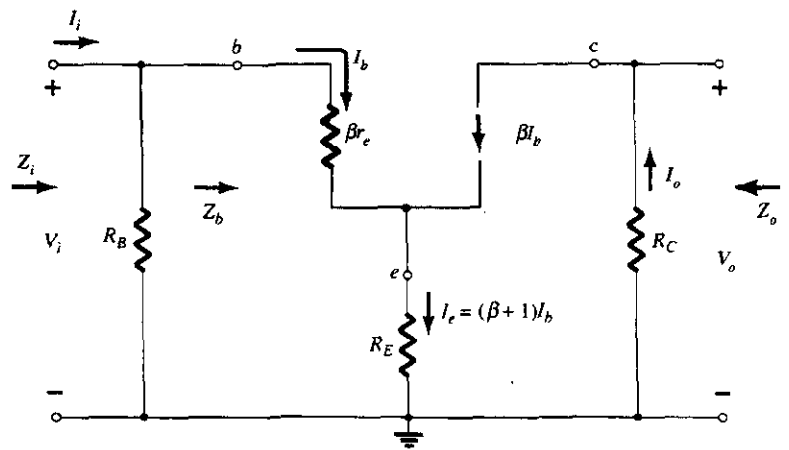 I_i
b
I_b
c
+
+
βr_e
βI_b
Z_i
I_o
Z_b
Z_o
V_i
R_B
R_C
V_o
e
I_e = (β + 1)I_b
R_E
−
−